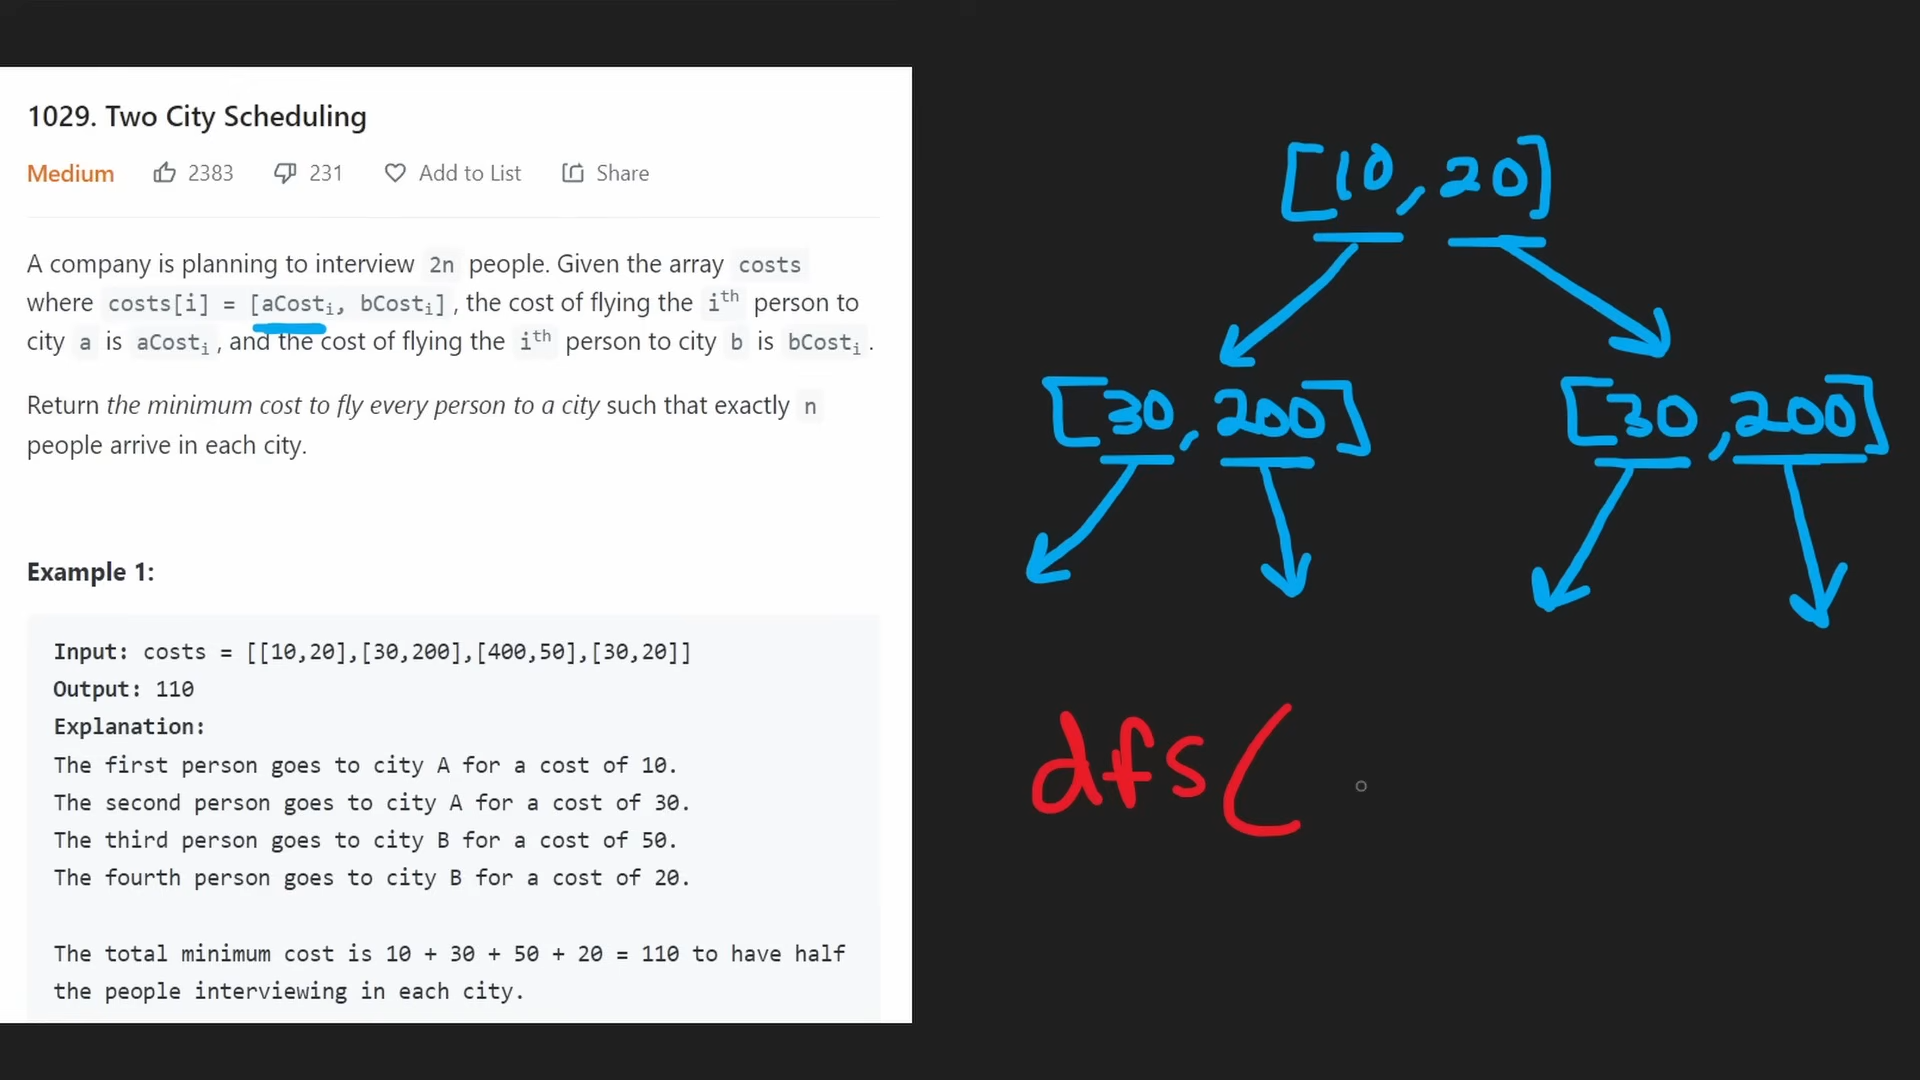 1029. Two City Scheduling
Medium 2383 231 Add to List Share
A company is planning to interview 2n people. Given the array costs
where costs[i] = [aCosti, bCosti], the cost of flying the ith person to
city a is aCosti, and the cost of flying the ith person to city b is bCosti.
Return the minimum cost to fly every person to a city such that exactly n
people arrive in each city.
Example 1:
Input: costs = [[10,20],[30,200],[400,50],[30,20]]
Output: 110
Explanation:
The first person goes to city A for a cost of 10.
The second person goes to city A for a cost of 30.
The third person goes to city B for a cost of 50.
The fourth person goes to city B for a cost of 20.
The total minimum cost is 10 + 30 + 50 + 20 = 110 to have half
the people interviewing in each city.
[10,20]
[30,200] [30,200]
dfs(